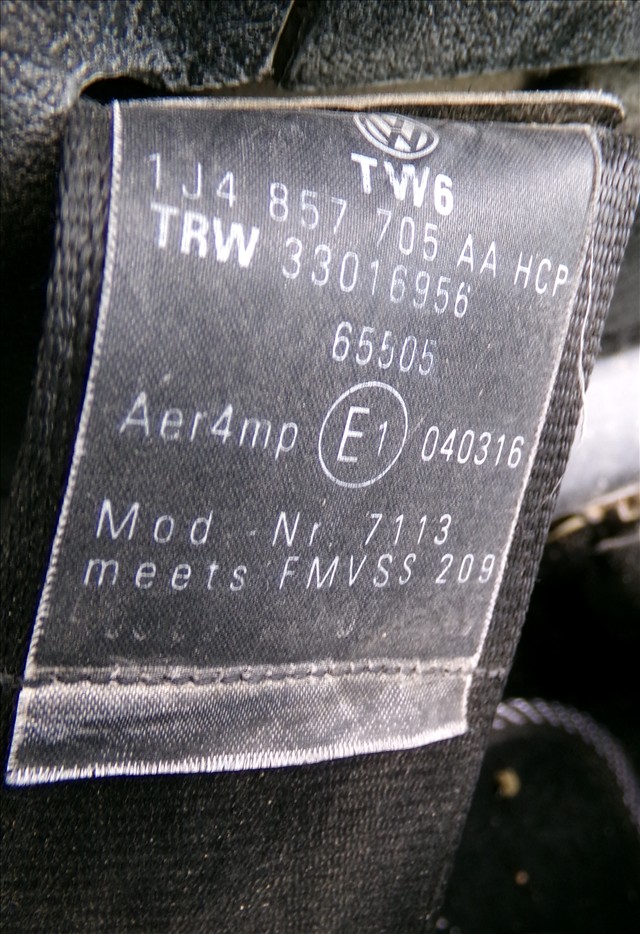 TW6
1J4 857 705 AA HCP
TRW 33016956
65505
Aer4mp E1 040316
Mod.-Nr. 7113
meets FMVSS 209